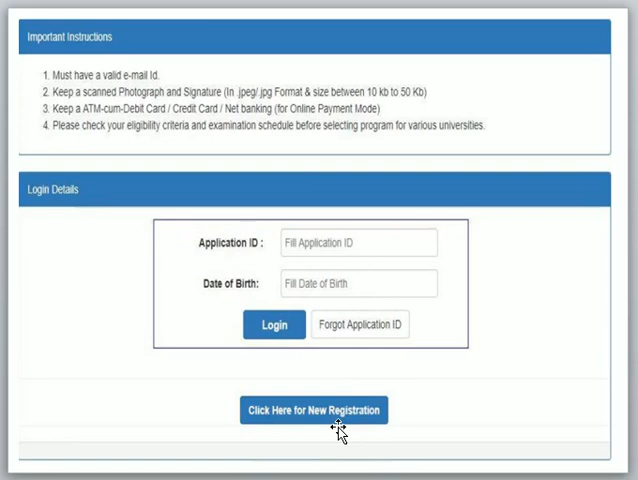 Important Instructions
1. Must have a valid e-mail Id.
2. Keep a scanned Photograph and Signature (In .jpeg/.jpg Format & size between 10 kb to 50 Kb)
3. Keep a ATM-cum-Debit Card / Credit Card / Net banking (for Online Payment Mode)
4. Please check your eligibility criteria and examination schedule before selecting program for various universities.
Login Details
Application ID : Fill Application ID
Date of Birth: Fill Date of Birth
Login Forgot Application ID
Click Here for New Registration